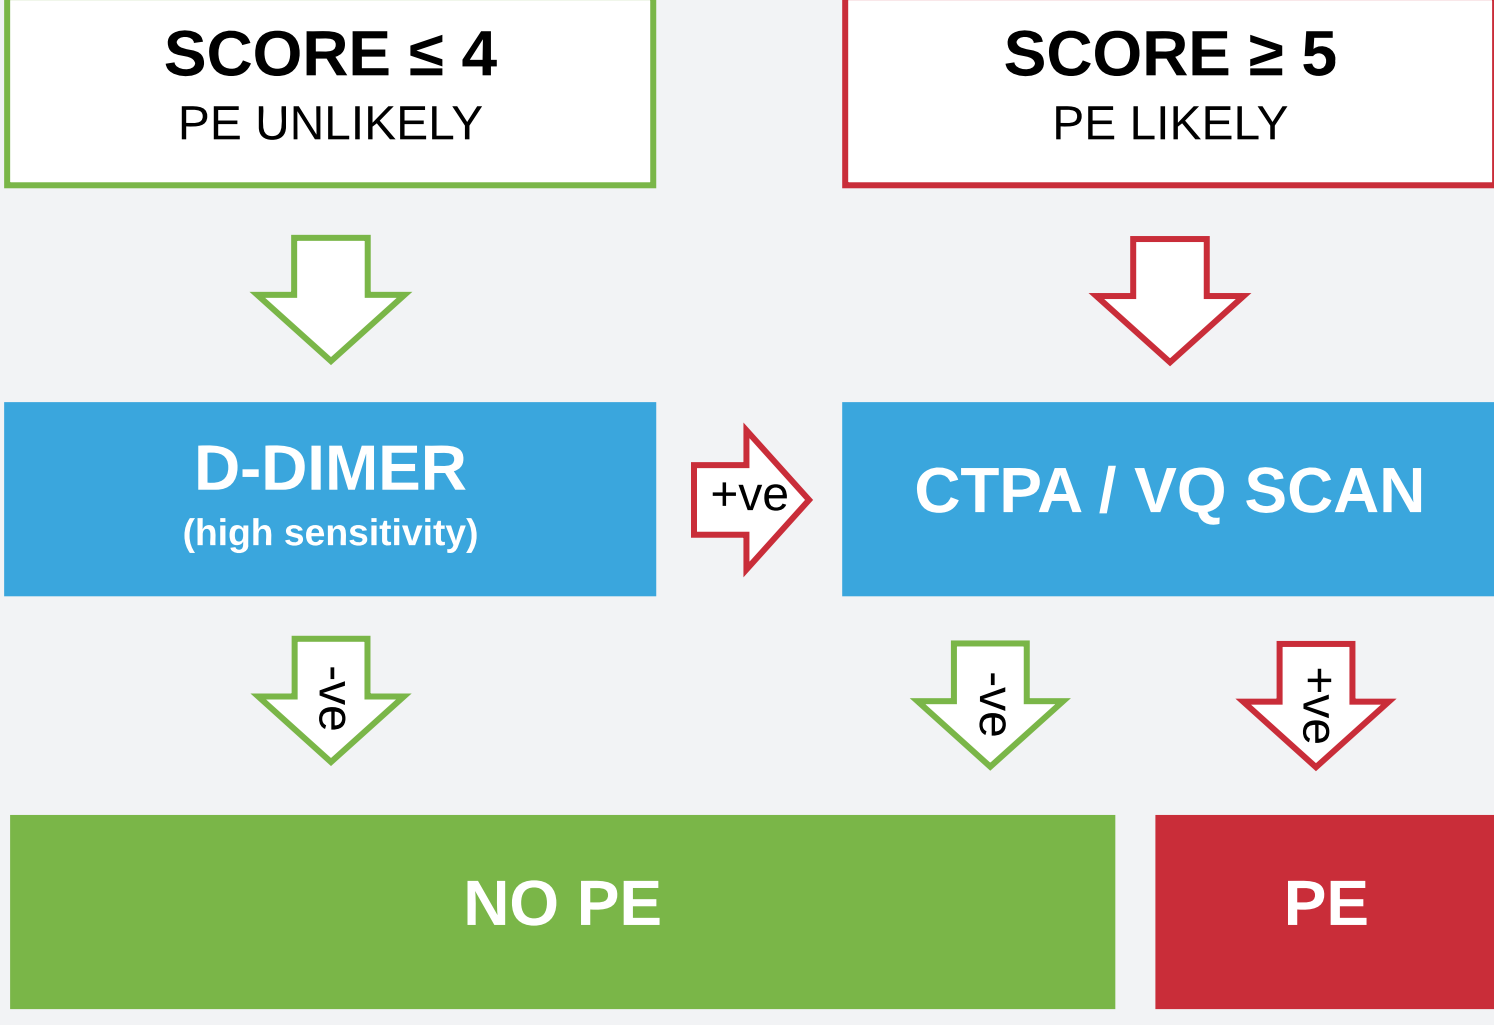 SCORE ≤ 4
PE UNLIKELY
SCORE ≥ 5
PE LIKELY
D-DIMER
(high sensitivity)
+ve
CTPA / VQ SCAN
-ve
-ve
+ve
NO PE
PE